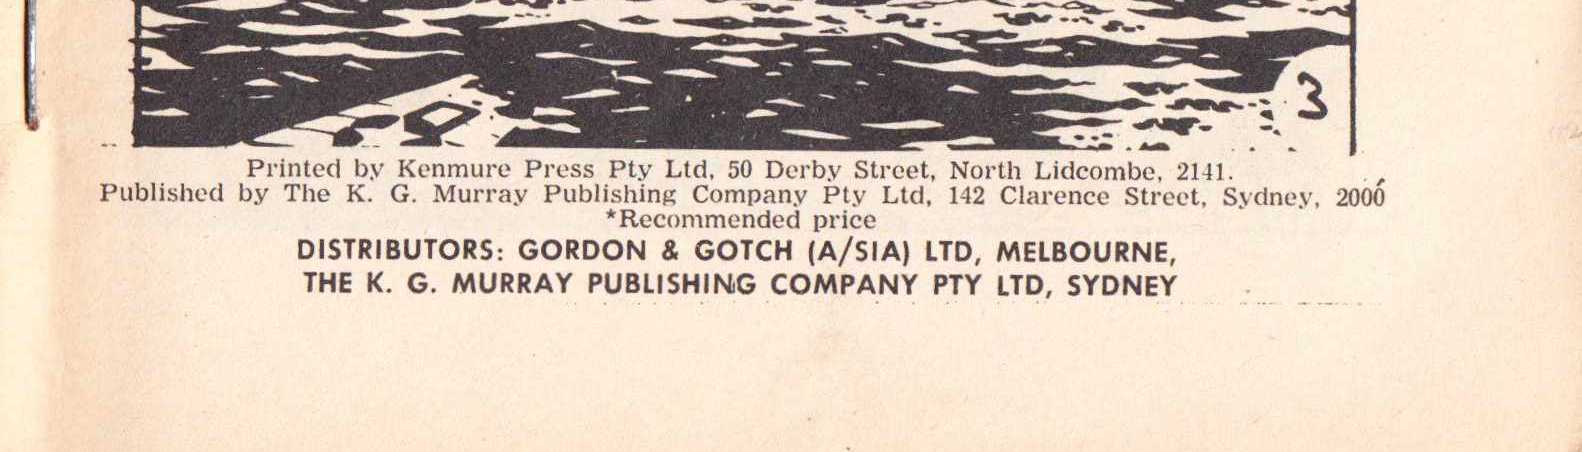 3
Printed by Kenmure Press Pty Ltd, 50 Derby Street, North Lidcombe, 2141.
Published by The K. G. Murray Publishing Company Pty Ltd, 142 Clarence Street, Sydney, 2000
*Recommended price
DISTRIBUTORS: GORDON & GOTCH (A/SIA) LTD, MELBOURNE,
THE K. G. MURRAY PUBLISHING COMPANY PTY LTD, SYDNEY